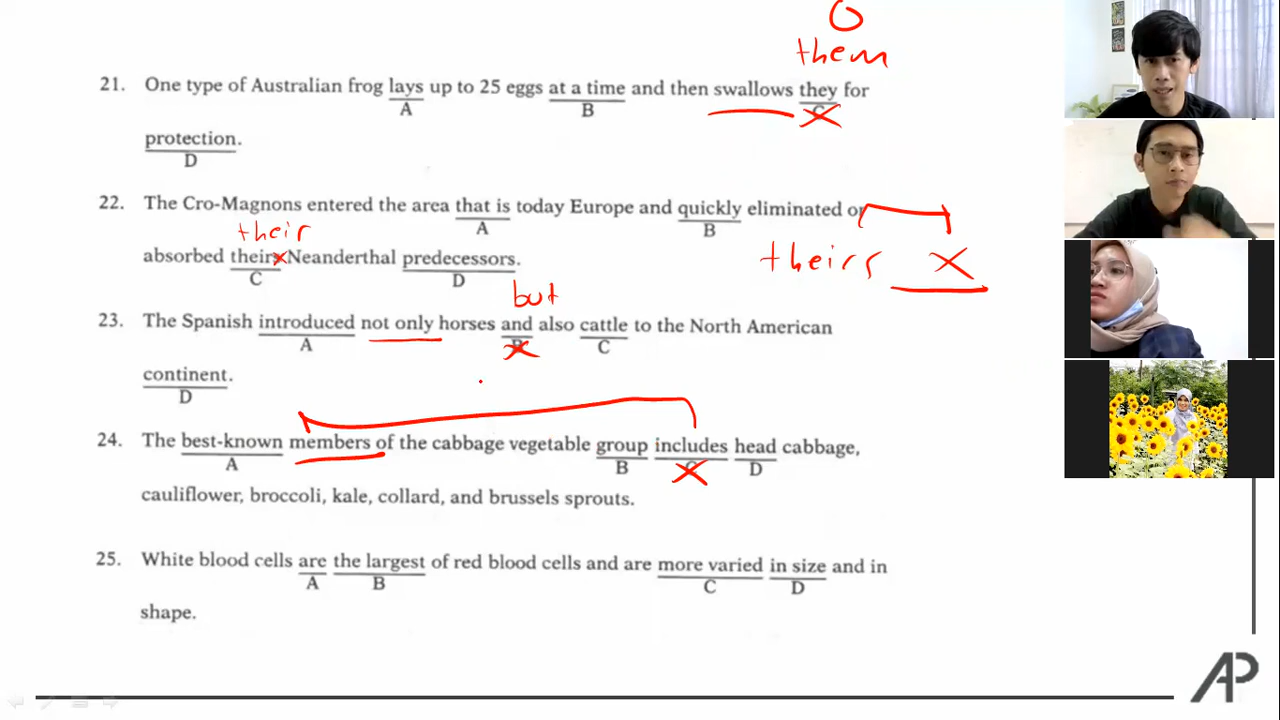 O
them
21. One type of Australian frog lays up to 25 eggs at a time and then swallows they for
A B C
protection.
D
22. The Cro-Magnons entered the area that is today Europe and quickly eliminated or
A B
their
absorbed theirs Neanderthal predecessors.
C D
theirs X
but
23. The Spanish introduced not only horses and also cattle to the North American
A B C
continent.
D
24. The best-known members of the cabbage vegetable group includes head cabbage,
A B C D
cauliflower, broccoli, kale, collard, and brussels sprouts.
25. White blood cells are the largest of red blood cells and are more varied in size and in
A B C D
shape.
AP